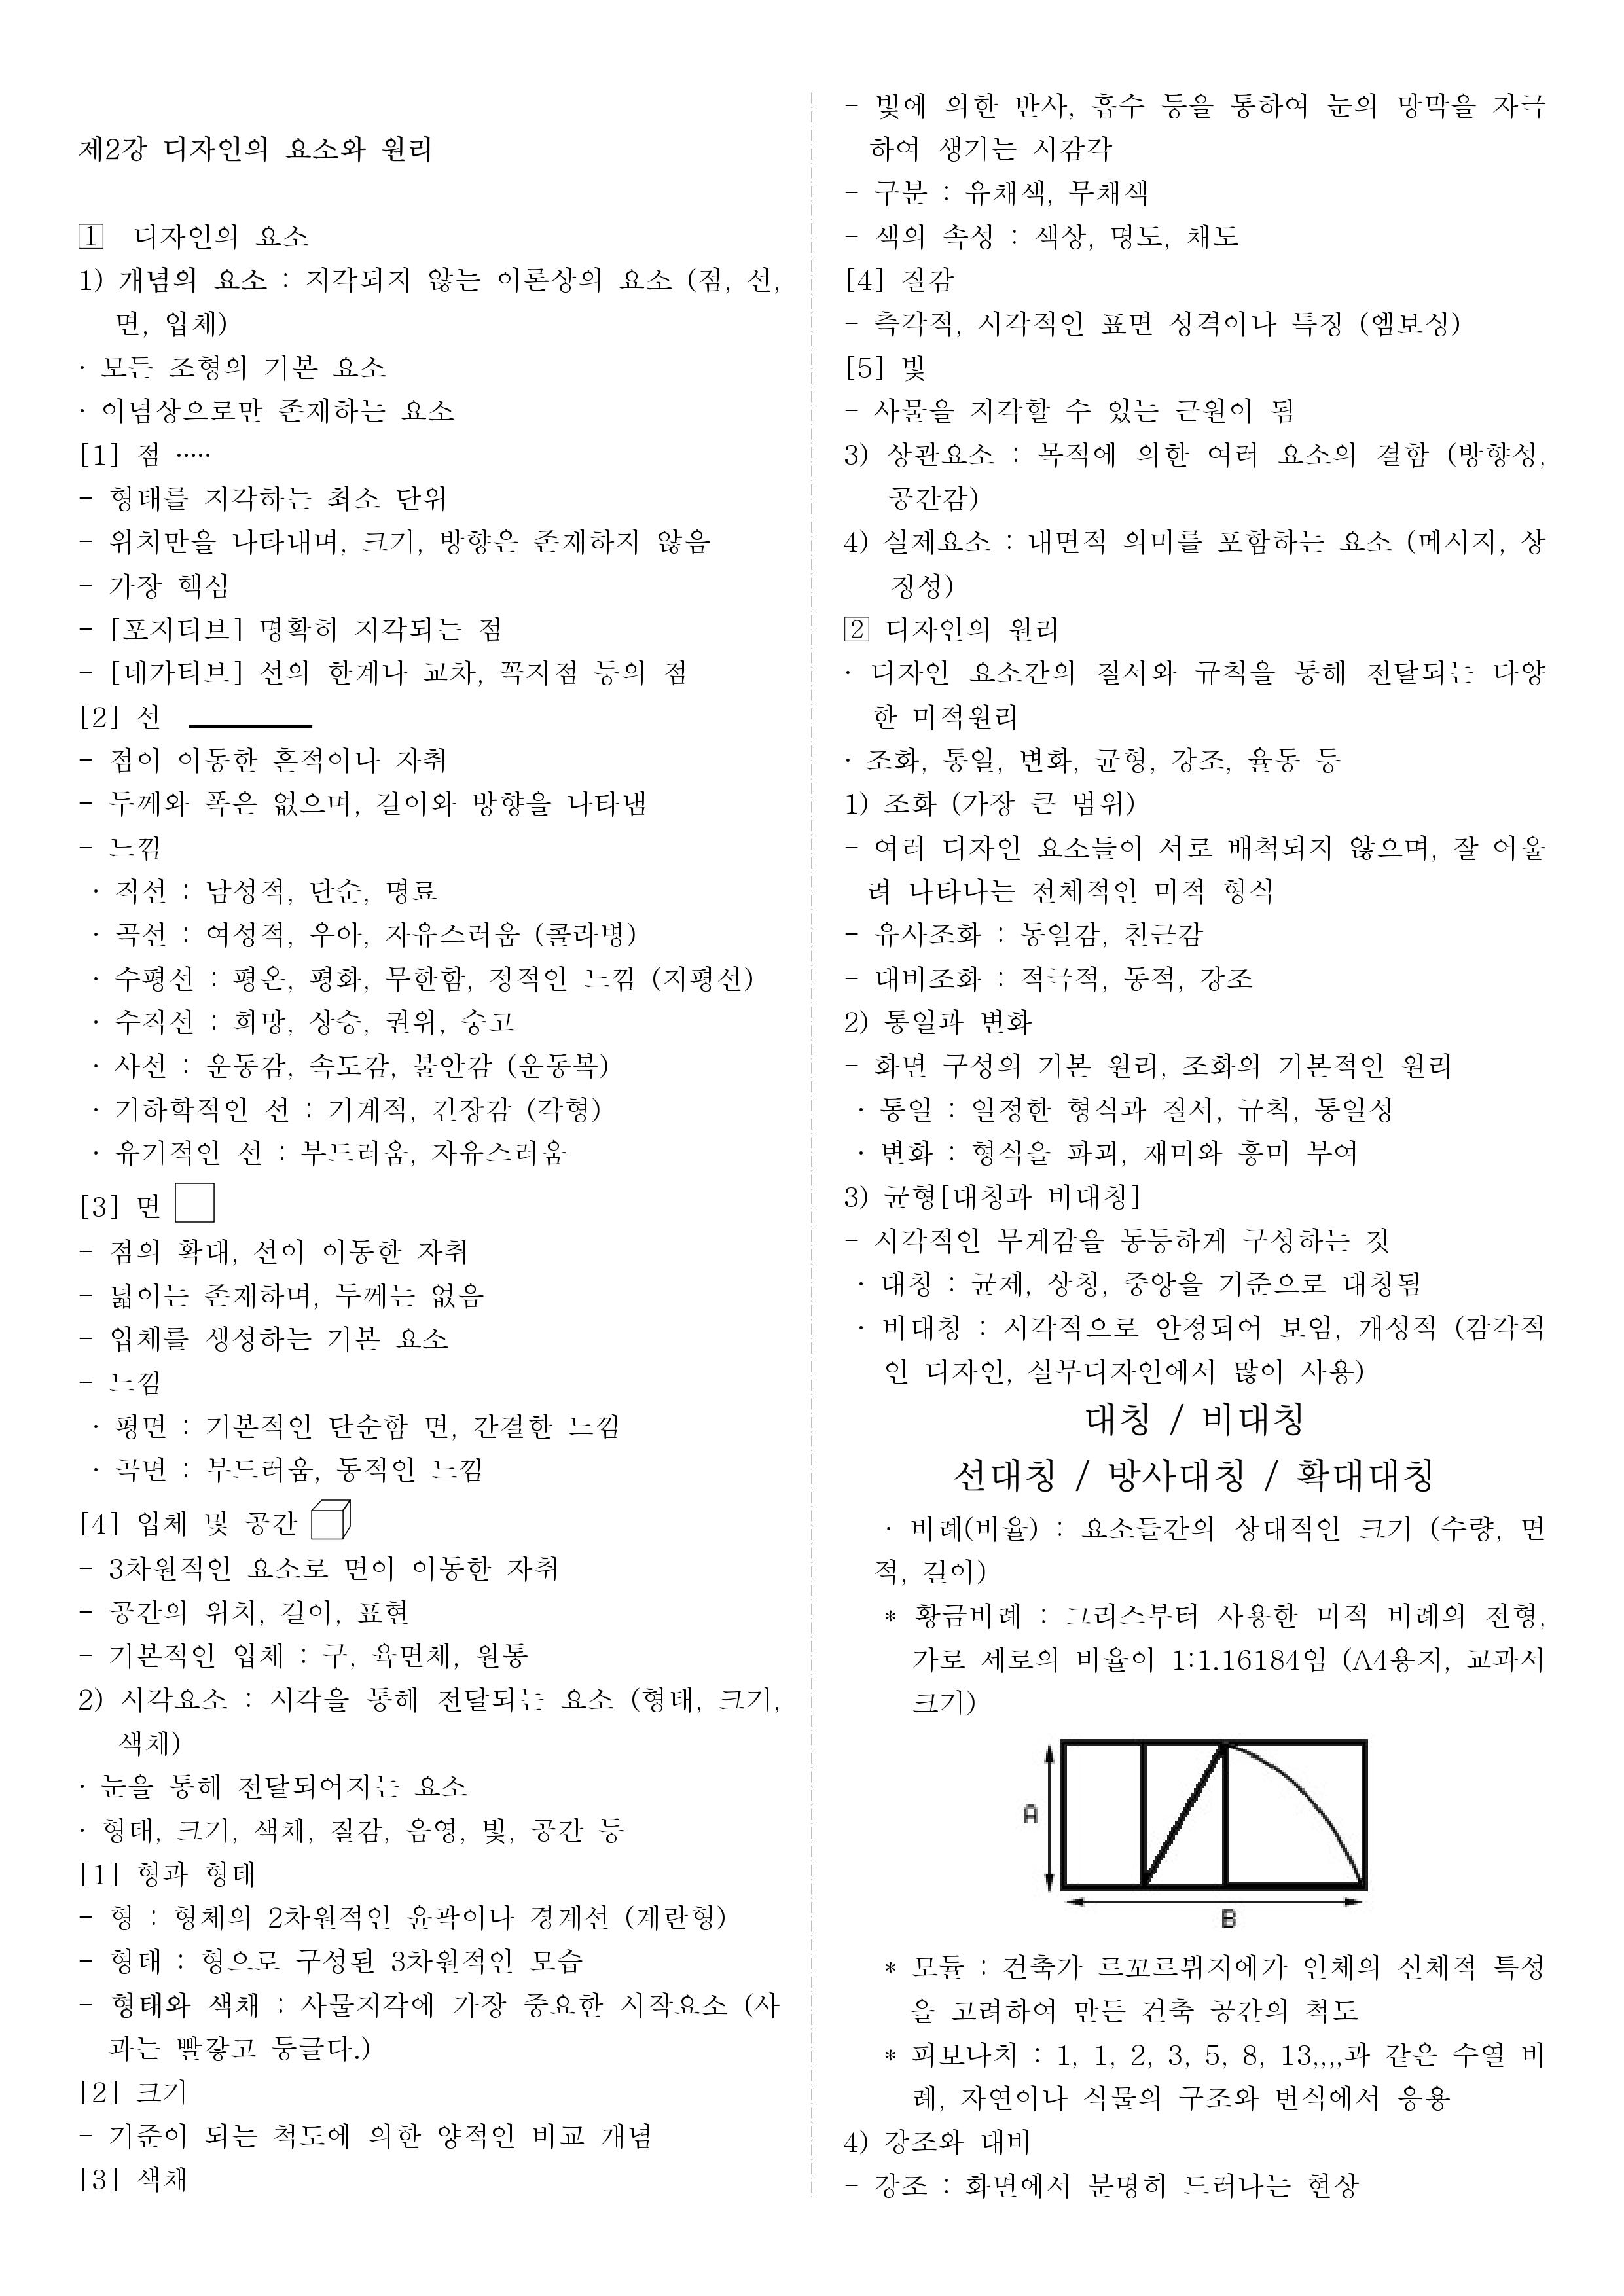 제2강 디자인의 요소와 원리
1 디자인의 요소
1) 개념의 요소 : 지각되지 않는 이론상의 요소 (점, 선,
면, 입체)
· 모든 조형의 기본 요소
· 이념상으로만 존재하는 요소
[1] 점 ·····
- 형태를 지각하는 최소 단위
- 위치만을 나타내며, 크기, 방향은 존재하지 않음
- 가장 핵심
- [포지티브] 명확히 지각되는 점
- [네가티브] 선의 한계나 교차, 꼭지점 등의 점
[2] 선
- 점이 이동한 흔적이나 자취
- 두께와 폭은 없으며, 길이와 방향을 나타냄
- 느낌
· 직선 : 남성적, 단순, 명료
· 곡선 : 여성적, 우아, 자유스러움 (콜라병)
· 수평선 : 평온, 평화, 무한함, 정적인 느낌 (지평선)
· 수직선 : 희망, 상승, 권위, 숭고
· 사선 : 운동감, 속도감, 불안감 (운동복)
· 기하학적인 선 : 기계적, 긴장감 (각형)
· 유기적인 선 : 부드러움, 자유스러움
[3] 면
- 점의 확대, 선이 이동한 자취
- 넓이는 존재하며, 두께는 없음
- 입체를 생성하는 기본 요소
- 느낌
· 평면 : 기본적인 단순함 면, 간결한 느낌
· 곡면 : 부드러움, 동적인 느낌
[4] 입체 및 공간
- 3차원적인 요소로 면이 이동한 자취
- 공간의 위치, 길이, 표현
- 기본적인 입체 : 구, 육면체, 원통
2) 시각요소 : 시각을 통해 전달되는 요소 (형태, 크기,
색채)
· 눈을 통해 전달되어지는 요소
· 형태, 크기, 색채, 질감, 음영, 빛, 공간 등
[1] 형과 형태
- 형 : 형체의 2차원적인 윤곽이나 경계선 (계란형)
- 형태 : 형으로 구성된 3차원적인 모습
- 형태와 색채 : 사물지각에 가장 중요한 시작요소 (사
과는 빨갛고 둥글다.)
[2] 크기
- 기준이 되는 척도에 의한 양적인 비교 개념
[3] 색채
- 빛에 의한 반사, 흡수 등을 통하여 눈의 망막을 자극
하여 생기는 시감각
- 구분 : 유채색, 무채색
- 색의 속성 : 색상, 명도, 채도
[4] 질감
- 측각적, 시각적인 표면 성격이나 특징 (엠보싱)
[5] 빛
- 사물을 지각할 수 있는 근원이 됨
3) 상관요소 : 목적에 의한 여러 요소의 결함 (방향성,
공간감)
4) 실제요소 : 내면적 의미를 포함하는 요소 (메시지, 상
징성)
2 디자인의 원리
· 디자인 요소간의 질서와 규칙을 통해 전달되는 다양
한 미적원리
· 조화, 통일, 변화, 균형, 강조, 율동 등
1) 조화 (가장 큰 범위)
- 여러 디자인 요소들이 서로 배척되지 않으며, 잘 어울
려 나타나는 전체적인 미적 형식
- 유사조화 : 동일감, 친근감
- 대비조화 : 적극적, 동적, 강조
2) 통일과 변화
- 화면 구성의 기본 원리, 조화의 기본적인 원리
· 통일 : 일정한 형식과 질서, 규칙, 통일성
· 변화 : 형식을 파괴, 재미와 흥미 부여
3) 균형[대칭과 비대칭]
- 시각적인 무게감을 동등하게 구성하는 것
· 대칭 : 균제, 상칭, 중앙을 기준으로 대칭됨
· 비대칭 : 시각적으로 안정되어 보임, 개성적 (감각적
인 디자인, 실무디자인에서 많이 사용)
대칭 / 비대칭
선대칭 / 방사대칭 / 확대대칭
· 비례(비율) : 요소들간의 상대적인 크기 (수량, 면
적, 길이)
* 황금비례 : 그리스부터 사용한 미적 비례의 전형,
가로 세로의 비율이 1:1.16184임 (A4용지, 교과서
크기)
A
B
* 모듈 : 건축가 르꼬르뷔지에가 인체의 신체적 특성
을 고려하여 만든 건축 공간의 척도
* 피보나치 : 1, 1, 2, 3, 5, 8, 13,,,,과 같은 수열 비
례, 자연이나 식물의 구조와 번식에서 응용
4) 강조와 대비
- 강조 : 화면에서 분명히 드러나는 현상